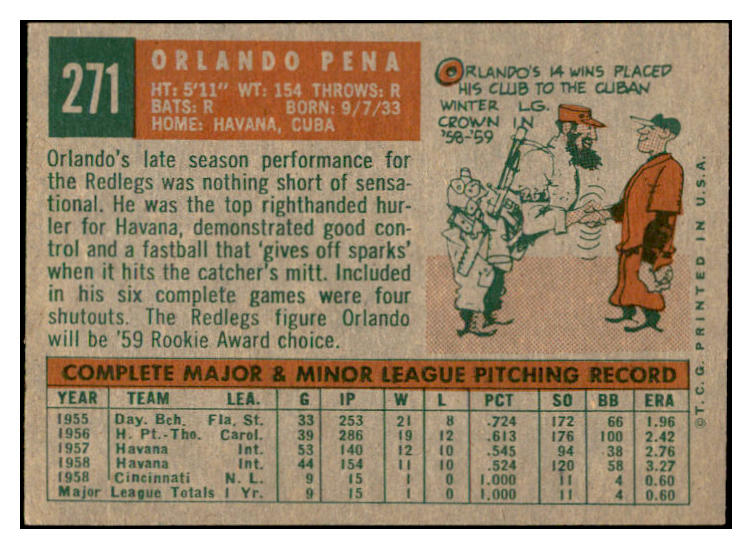 271
ORLANDO PENA
HT: 5'11" WT: 154 THROWS: R
BATS: R BORN: 9/7/33
HOME: HAVANA, CUBA
Orlando's late season performance for
the Redlegs was nothing short of sensa-
tional. He was the top righthanded hur-
ler for Havana, demonstrated good con-
trol and a fastball that 'gives off sparks'
when it hits the catcher's mitt. Included
in his six complete games were four
shutouts. The Redlegs figure Orlando
will be '59 Rookie Award choice.
ORLANDO'S 14 WINS PLACED
HIS CLUB TO THE CUBAN
WINTER LG.
CROWN IN
'58-'59
COMPLETE MAJOR & MINOR LEAGUE PITCHING RECORD
YEAR TEAM LEA. G IP W L PCT SO BB ERA
1955 Day. Bch. Fla. St. 33 253 21 8 .724 172 66 1.96
1956 H. Pt.-Tho. Carol. 39 286 19 12 .613 176 100 2.42
1957 Havana Int. 53 140 12 10 .545 94 38 2.76
1958 Havana Int. 44 154 11 10 .524 120 58 3.27
1958 Cincinnati N. L. 9 15 1 0 1.000 11 4 0.60
Major League Totals 1 Yr. 9 15 1 0 1.000 11 4 0.60
©T.C.G. PRINTED IN U.S.A.